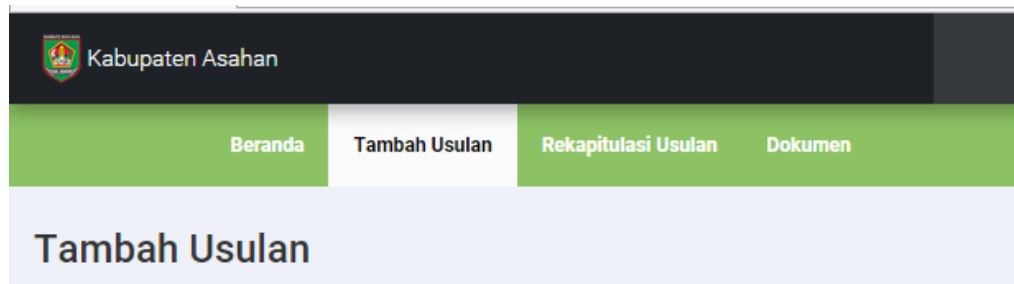 Kabupaten Asahan
Beranda Tambah Usulan Rekapitulasi Usulan Dokumen
Tambah Usulan